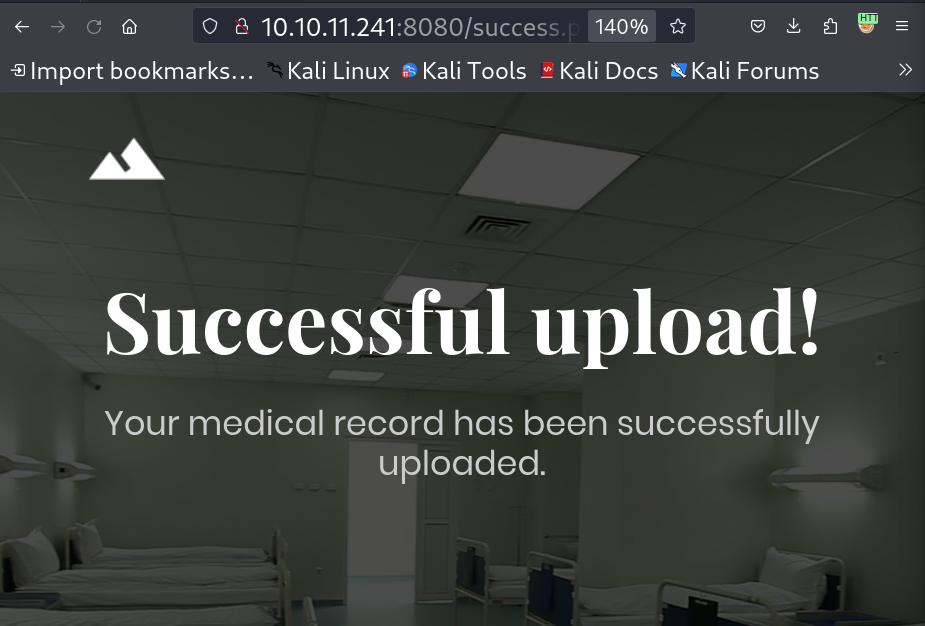 10.10.11.241:8080/success.p
140%
HTI
Import bookmarks...
Kali Linux
Kali Tools
Kali Docs
Kali Forums
Successful upload!
Your medical record has been successfully
uploaded.